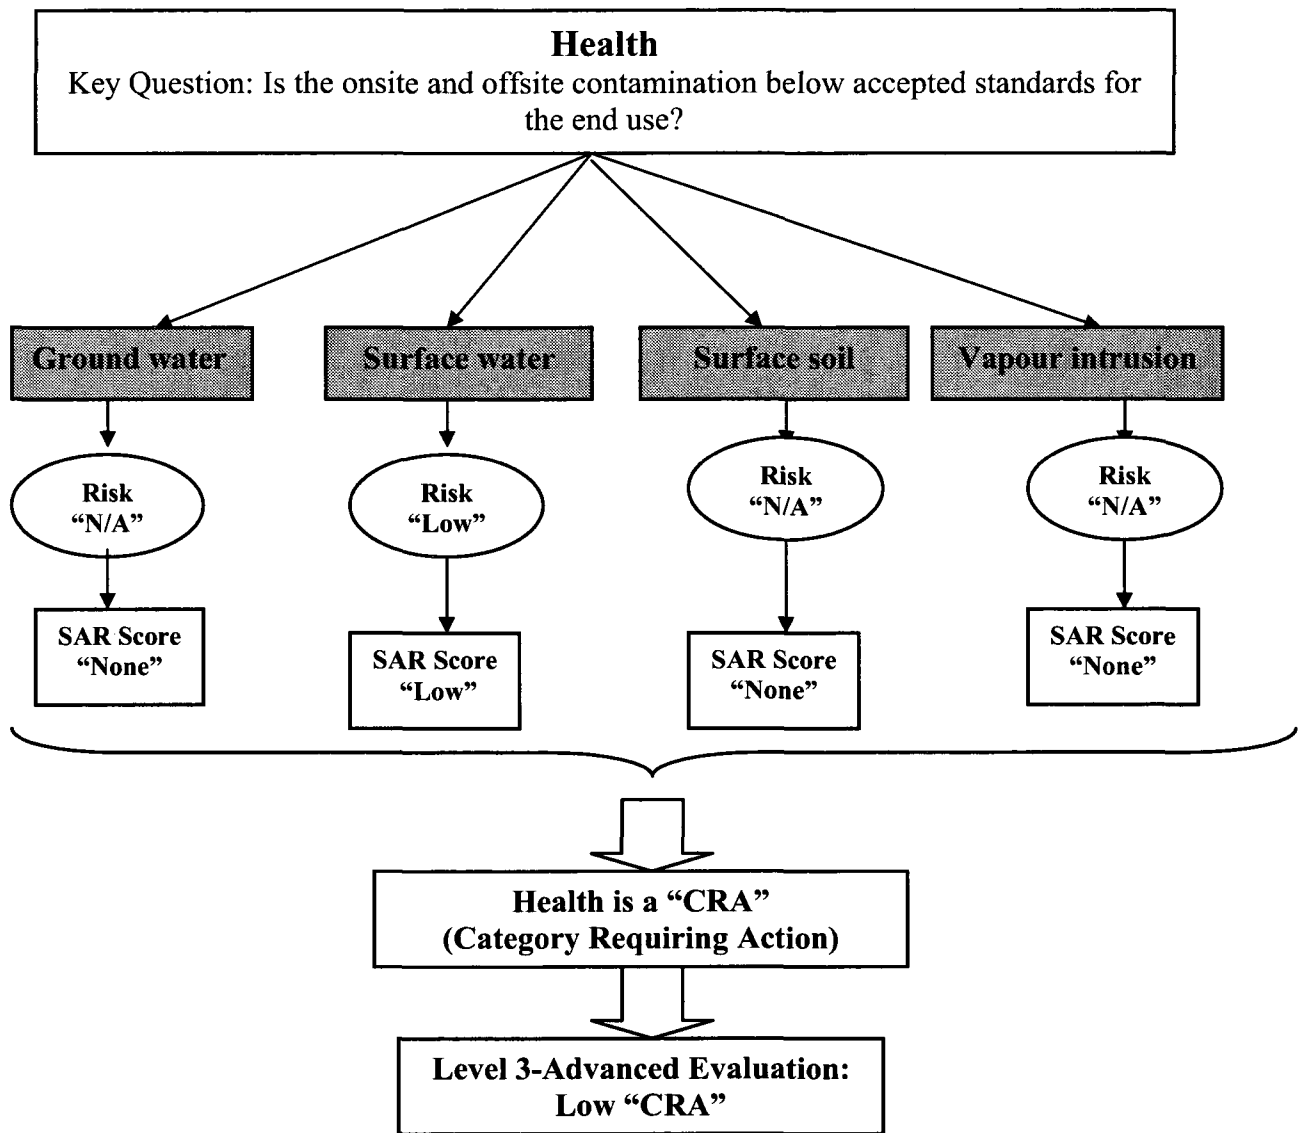 Health
Key Question: Is the onsite and offsite contamination below accepted standards for
the end use?
Ground water
Surface water
Surface soil
Vapour intrusion
Risk
“N/A”
Risk
“Low”
Risk
“N/A”
Risk
“N/A”
SAR Score
“None”
SAR Score
“Low”
SAR Score
“None”
SAR Score
“None”
Health is a “CRA”
(Category Requiring Action)
Level 3-Advanced Evaluation:
Low “CRA”